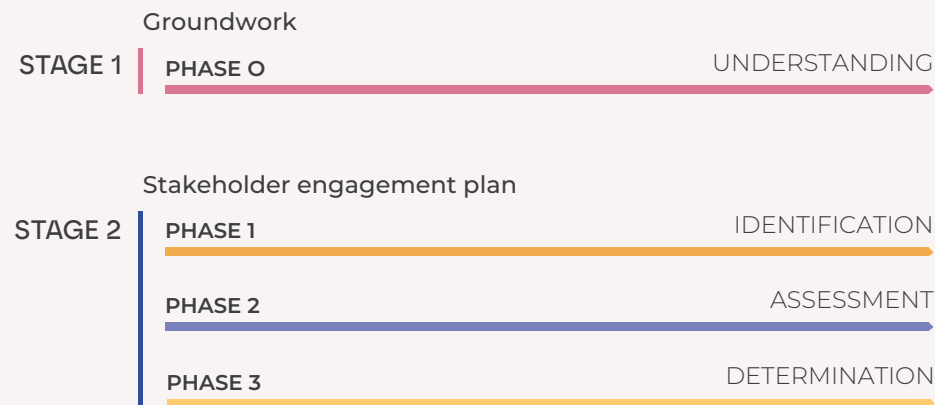 Groundwork
STAGE 1
PHASE O
UNDERSTANDING
Stakeholder engagement plan
STAGE 2
PHASE 1
IDENTIFICATION
PHASE 2
ASSESSMENT
PHASE 3
DETERMINATION